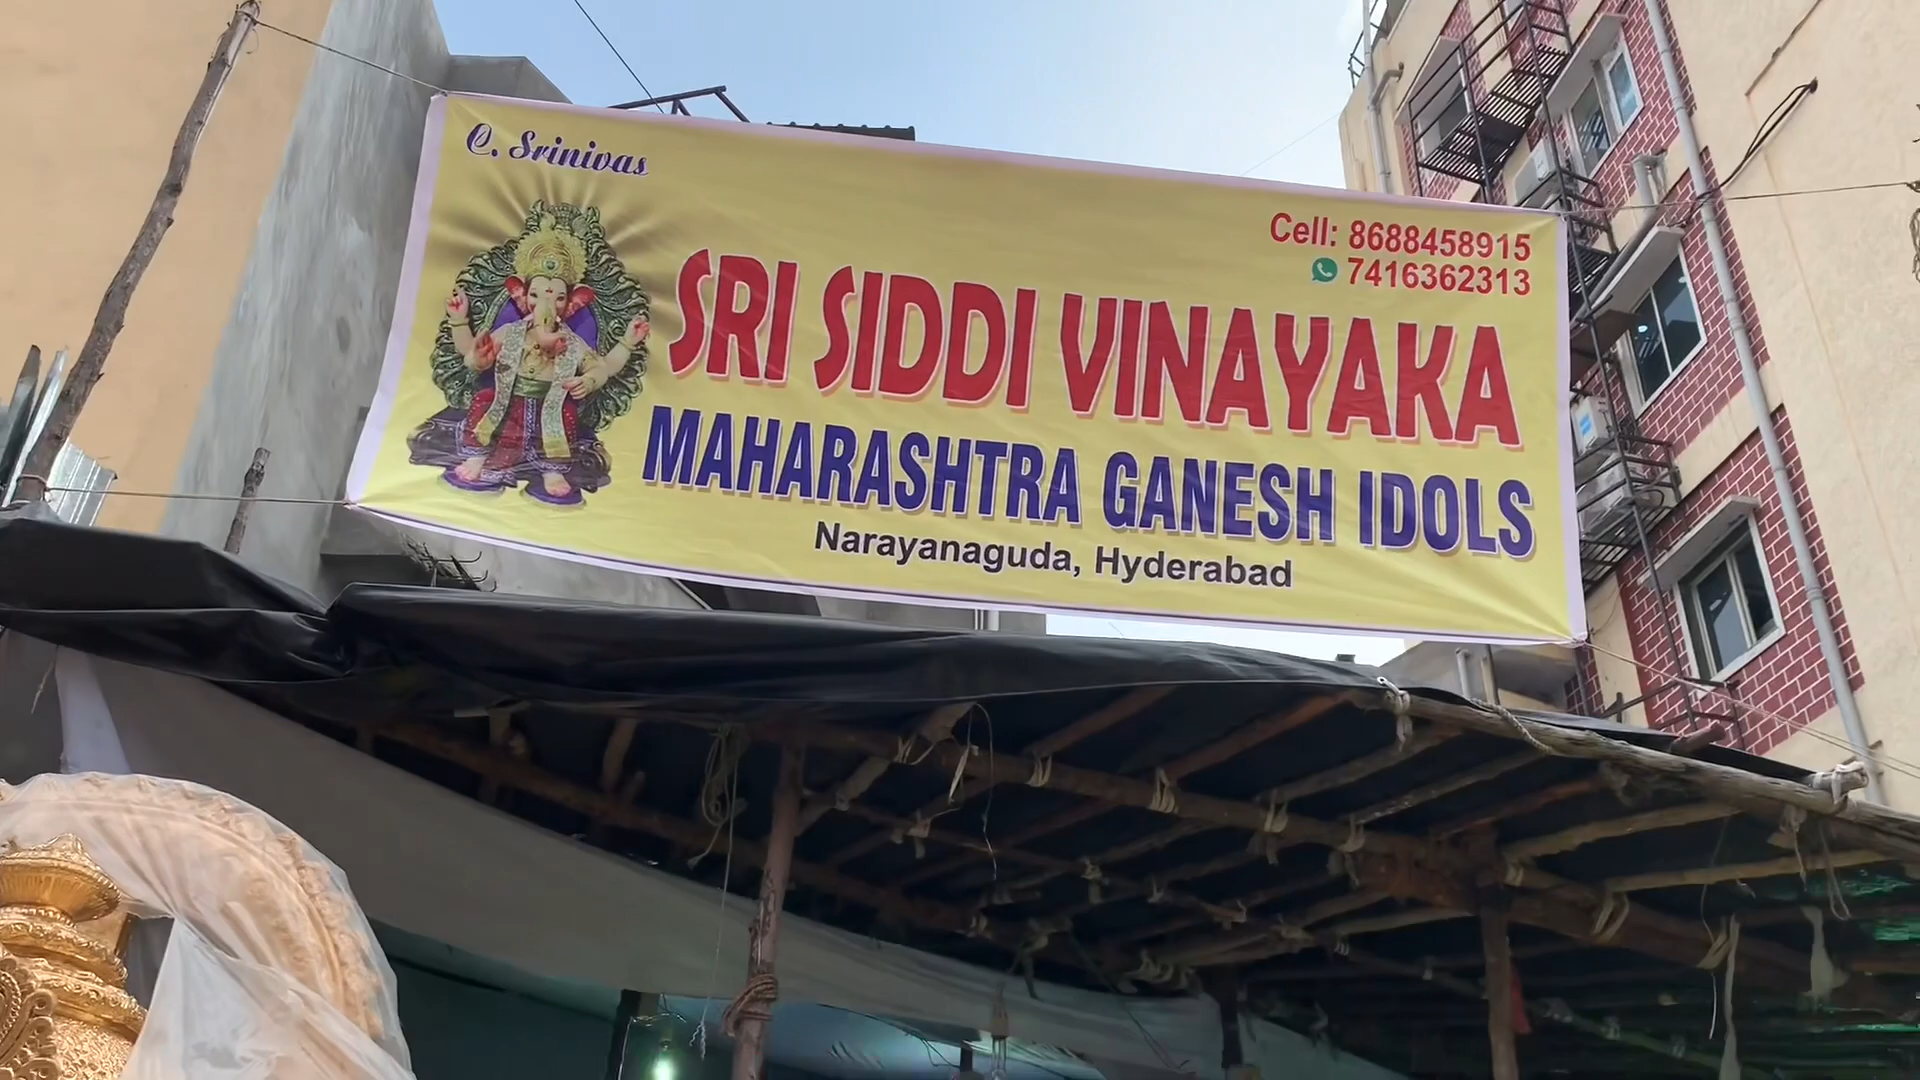 C. Srinivas
Cell: 8688458915
7416362313
SRI SIDDI VINAYAKA
MAHARASHTRA GANESH IDOLS
Narayanaguda, Hyderabad